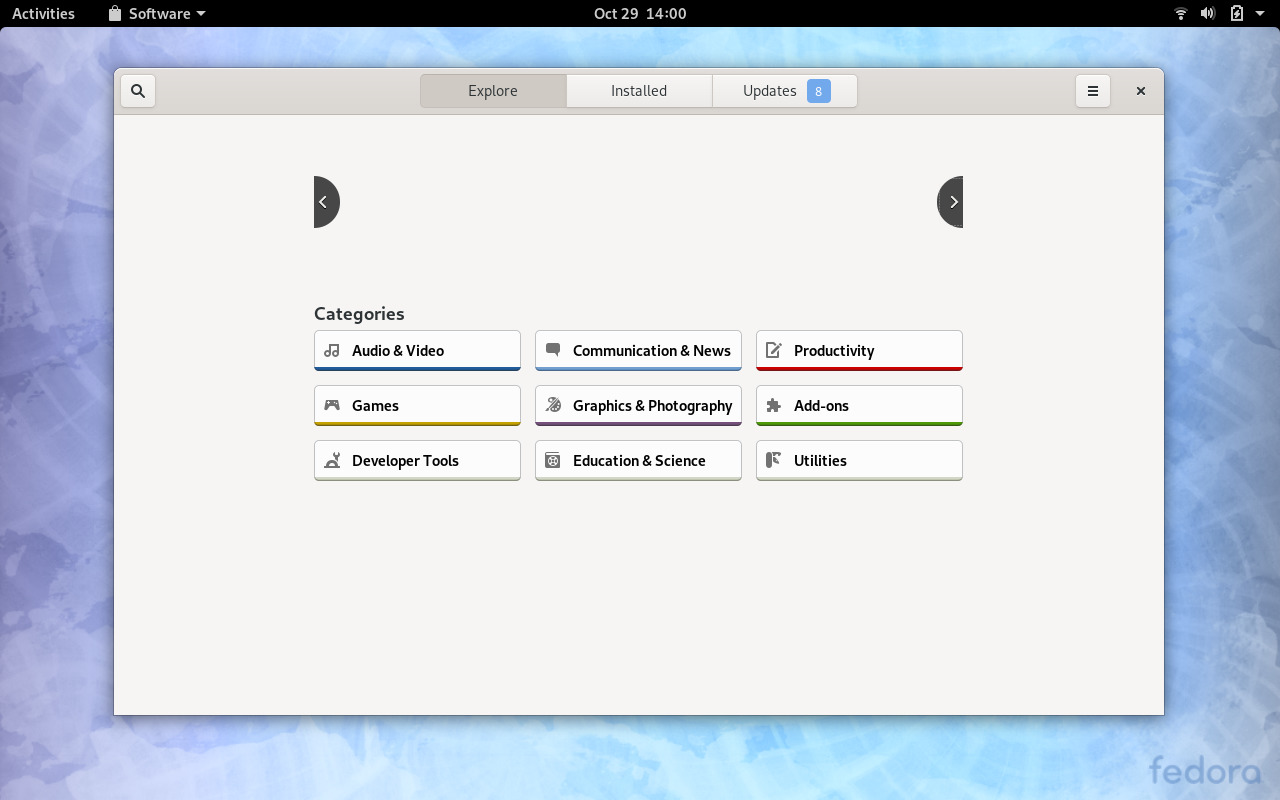 Activities Software Oct 29 14:00
Explore Installed Updates 8
Categories
Audio & Video Communication & News Productivity
Games Graphics & Photography Add-ons
Developer Tools Education & Science Utilities
fedora